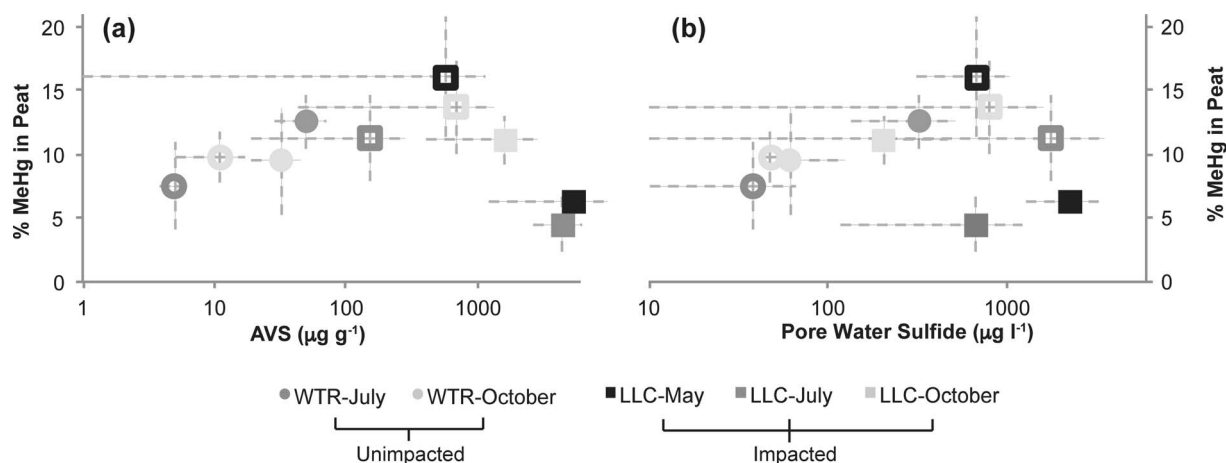 (a)
% MeHg in Peat
20
15
10
5
0
1 10 100 1000
AVS (µg g⁻¹)
(b)
20
15
10
5
0
% MeHg in Peat
10 100 1000
Pore Water Sulfide (µg l⁻¹)
WTR-July WTR-October LLC-May LLC-July LLC-October
Unimpacted Impacted